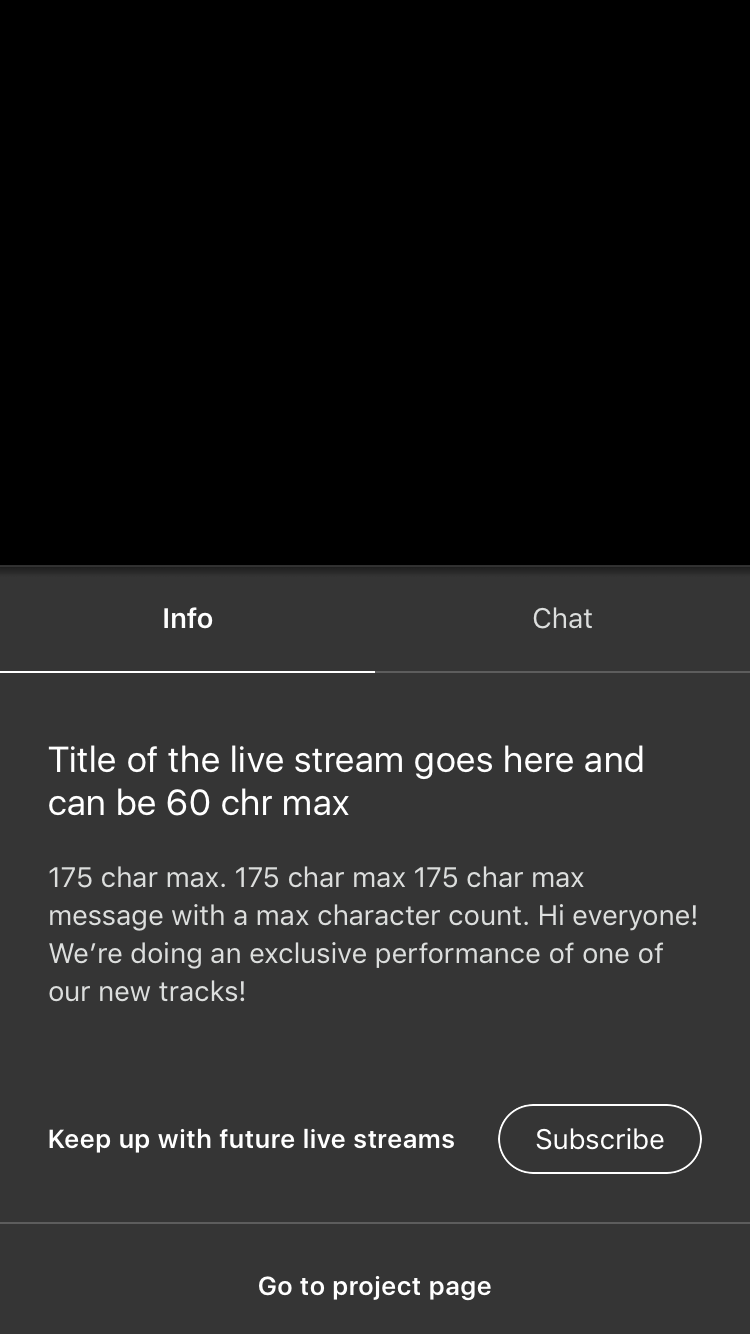 Info
Chat
Title of the live stream goes here and
can be 60 chr max
175 char max. 175 char max 175 char max
message with a max character count. Hi everyone!
We’re doing an exclusive performance of one of
our new tracks!
Keep up with future live streams
Subscribe
Go to project page